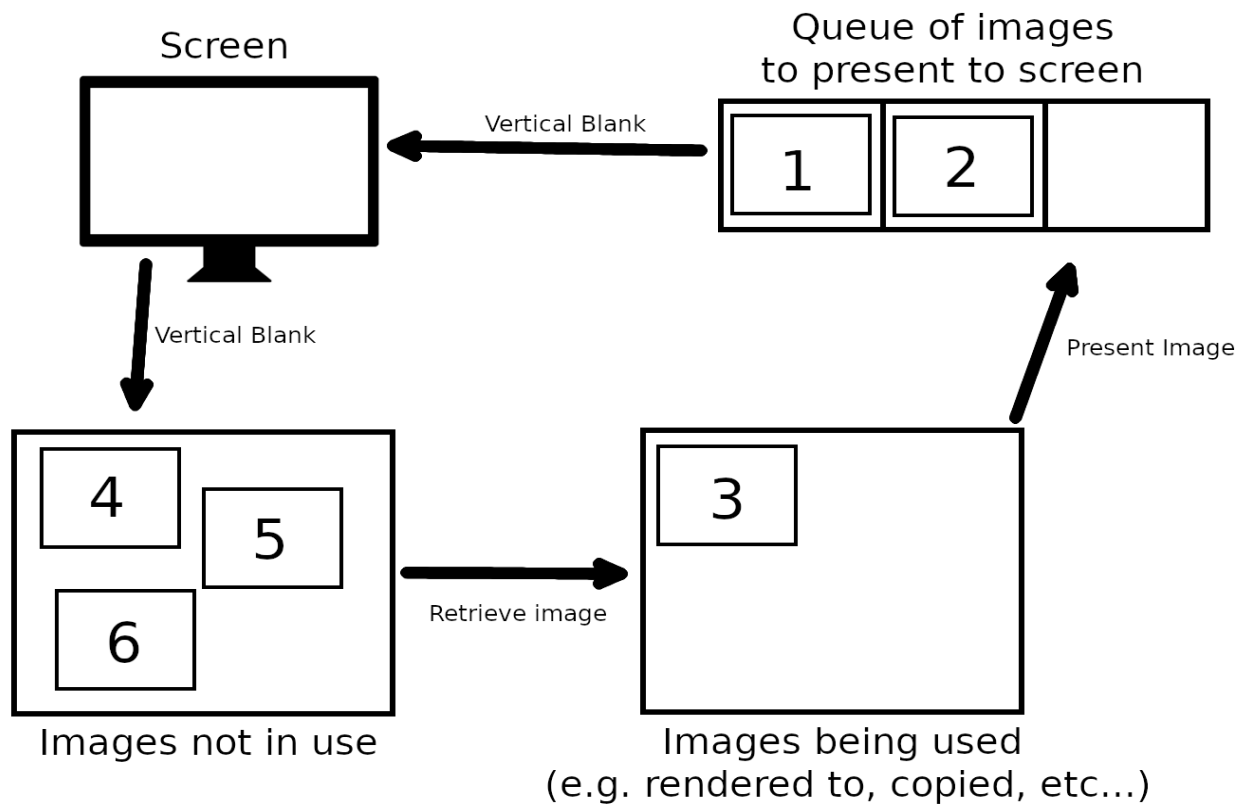 Screen
Queue of images
to present to screen
Vertical Blank
1
2
Vertical Blank
Present Image
4
5
6
Retrieve image
3
Images not in use
Images being used
(e.g. rendered to, copied, etc...)